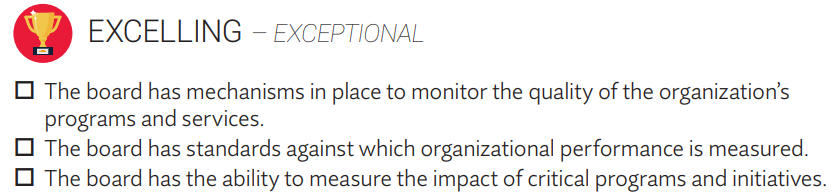 EXCELLING – EXCEPTIONAL
The board has mechanisms in place to monitor the quality of the organization's
programs and services.
The board has standards against which organizational performance is measured.
The board has the ability to measure the impact of critical programs and initiatives.